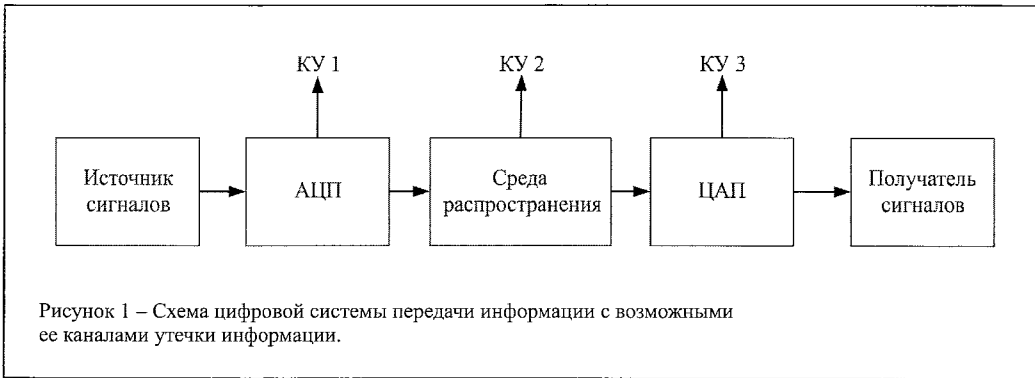 КУ 1
КУ 2
КУ 3
Источник
сигналов
АЦП
Среда
распространения
ЦАП
Получатель
сигналов
Рисунок 1 – Схема цифровой системы передачи информации с возможными
ее каналами утечки информации.